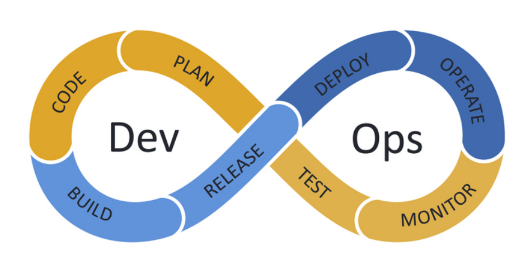 PLAN
CODE
BUILD
RELEASE
DEPLOY
OPERATE
MONITOR
TEST
Dev
Ops